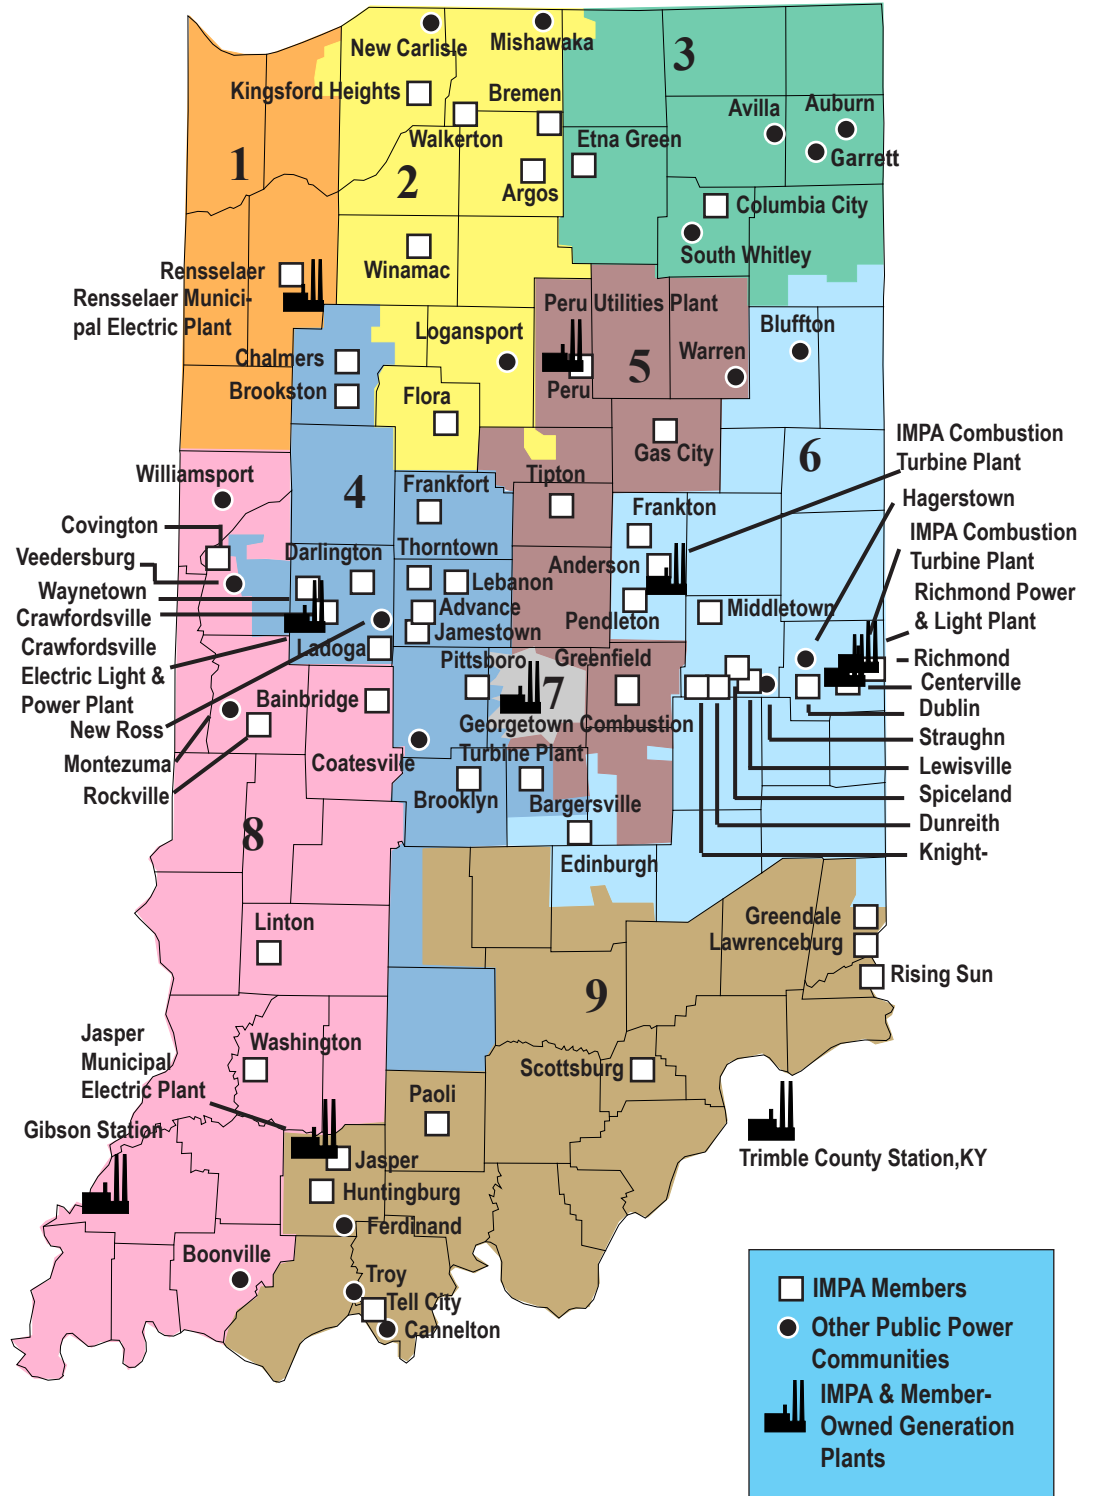 New Carlisle
Mishawaka
3
Kingsford Heights
Bremen
Avilla
Auburn
Walkerton
Etna Green
Garrett
1
2
Argos
Columbia City
South Whitley
Winamac
Rensselaer
Rensselaer Munici-
pal Electric Plant
Peru Utilities Plant
Logansport
Bluffton
Chalmers
Warren
5
Brookston
Flora
Peru
IMPA Combustion
Turbine Plant
Gas City
6
Williamsport
Tipton
4
Frankfort
Hagerstown
Frankton
Covington
IMPA Combustion
Turbine Plant
Veedersburg
Darlington
Thorntown
Anderson
Lebanon
Waynetown
Richmond Power
& Light Plant
Crawfordsville
Advance
Pendleton
Middletown
Jamestown
Crawfordsville
Electric Light &
Power Plant
Ladoga
Pittsboro
Greenfield
Richmond
Centerville
7
Bainbridge
Dublin
New Ross
Georgetown Combustion
Turbine Plant
Straughn
Montezuma
Coatesville
Lewisville
Rockville
Brooklyn
Bargersville
Spiceland
Dunreith
8
Knight-
Edinburgh
Greendale
Linton
Lawrenceburg
Rising Sun
9
Jasper
Municipal
Electric Plant
Washington
Scottsburg
Paoli
Gibson Station
Trimble County Station,KY
Jasper
Huntingburg
Ferdinand
Boonville
Troy
Tell City
Cannelton
IMPA Members
Other Public Power
Communities
IMPA & Member-
Owned Generation
Plants